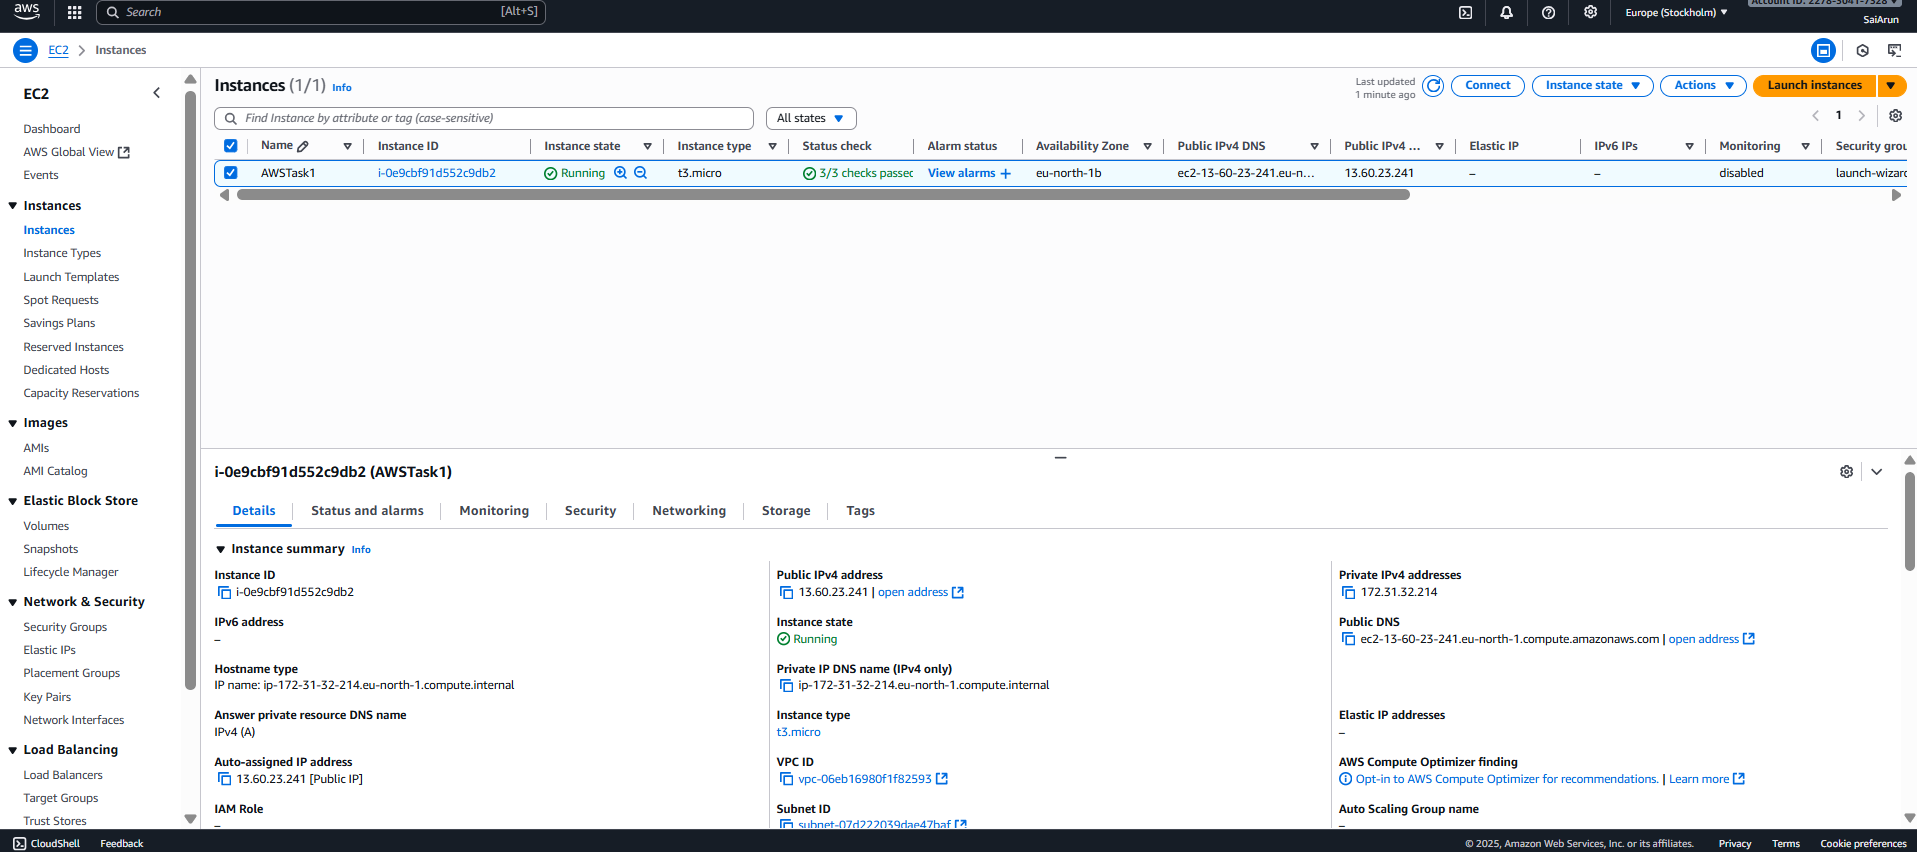 aws
Search [Alt+S]
Europe (Stockholm)
SaiArun
EC2 Instances
EC2
Dashboard
AWS Global View
Events
Instances
Instances
Instance Types
Launch Templates
Spot Requests
Savings Plans
Reserved Instances
Dedicated Hosts
Capacity Reservations
Images
AMIs
AMI Catalog
Elastic Block Store
Volumes
Snapshots
Lifecycle Manager
Network & Security
Security Groups
Elastic IPs
Placement Groups
Key Pairs
Network Interfaces
Load Balancing
Load Balancers
Target Groups
Trust Stores
Instances (1/1) Info
Last updated
1 minute ago
Connect Instance state Actions Launch instances
Find Instance by attribute or tag (case-sensitive) All states 1
Name Instance ID Instance state Instance type Status check Alarm status Availability Zone Public IPv4 DNS Public IPv4 ... Elastic IP IPv6 IPs Monitoring Security grou
AWSTask1 i-0e9cbf91d552c9db2 Running t3.micro 3/3 checks passed View alarms + eu-north-1b ec2-13-60-23-241.eu-n... 13.60.23.241 – – disabled launch-wizard
i-0e9cbf91d552c9db2 (AWSTask1)
Details Status and alarms Monitoring Security Networking Storage Tags
Instance summary Info
Instance ID
i-0e9cbf91d552c9db2
Public IPv4 address
13.60.23.241 | open address
Private IPv4 addresses
172.31.32.214
IPv6 address
–
Instance state
Running
Public DNS
ec2-13-60-23-241.eu-north-1.compute.amazonaws.com | open address
Hostname type
IP name: ip-172-31-32-214.eu-north-1.compute.internal
Private IP DNS name (IPv4 only)
ip-172-31-32-214.eu-north-1.compute.internal
Answer private resource DNS name
IPv4 (A)
Instance type
t3.micro
Elastic IP addresses
–
Auto-assigned IP address
13.60.23.241 [Public IP]
VPC ID
vpc-06eb16980f1f82593
AWS Compute Optimizer finding
Opt-in to AWS Compute Optimizer for recommendations. | Learn more
IAM Role
–
Subnet ID
subnet-07d222039dae47baf
Auto Scaling Group name
–
CloudShell Feedback
© 2025, Amazon Web Services, Inc. or its affiliates. Privacy Terms Cookie preferences